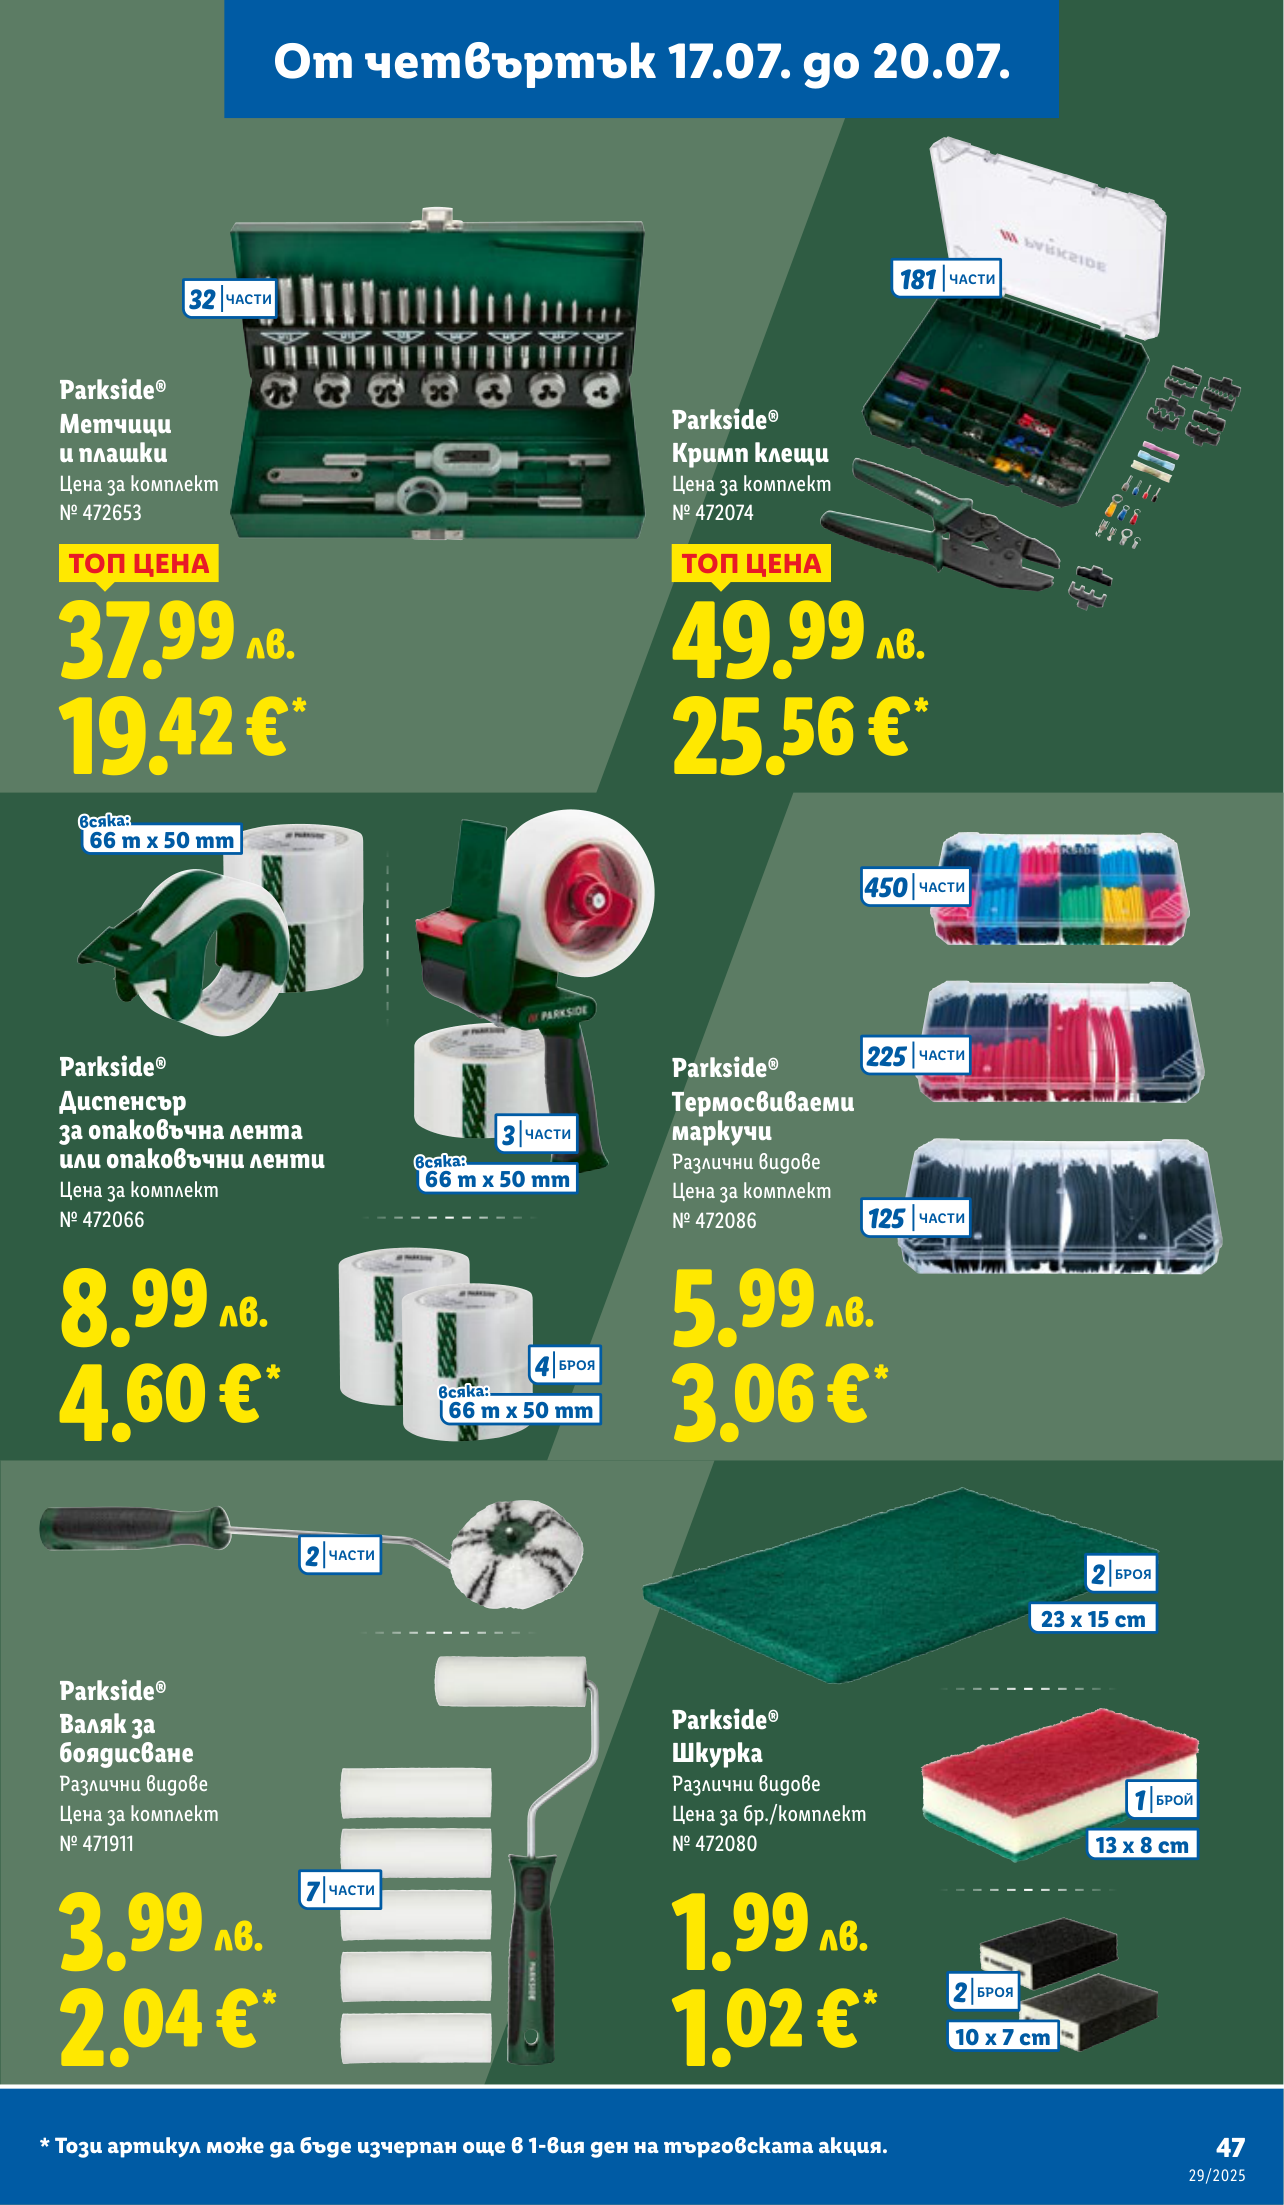 От четвъртък 17.07. до 20.07.
32 ЧАСТИ
Parkside®
Метчици
и плашки
Цена за комплект
№ 472653
ТОП ЦЕНА
37.99 лв.
19.42 €*
PARKSIDE
181 ЧАСТИ
Parkside®
Кримп клещи
Цена за комплект
№ 472074
ТОП ЦЕНА
49.99 лв.
25.56 €*
всяка:
66 m x 50 mm
PARKSIDE
PARKSIDE
Parkside®
Диспенсър
за опаковъчна лента
или опаковъчни ленти
Цена за комплект
№ 472066
3 ЧАСТИ
всяка:
66 m x 50 mm
8.99 лв.
4.60 €*
4 БРОЯ
всяка:
66 m x 50 mm
450 ЧАСТИ
225 ЧАСТИ
Parkside®
Термосвиваеми
маркучи
Различни видове
Цена за комплект
№ 472086
125 ЧАСТИ
5.99 лв.
3.06 €*
2 ЧАСТИ
Parkside®
Валяк за
боядисване
Различни видове
Цена за комплект
№ 471911
7 ЧАСТИ
PARKSIDE
3.99 лв.
2.04 €*
2 БРОЯ
23 x 15 cm
Parkside®
Шкурка
Различни видове
Цена за бр./комплект
№ 472080
1 БРОЙ
13 x 8 cm
1.99 лв.
1.02 €*
2 БРОЯ
10 x 7 cm
* Този артикул може да бъде изчерпан още в 1-вия ден на търговската акция.
47
29/2025